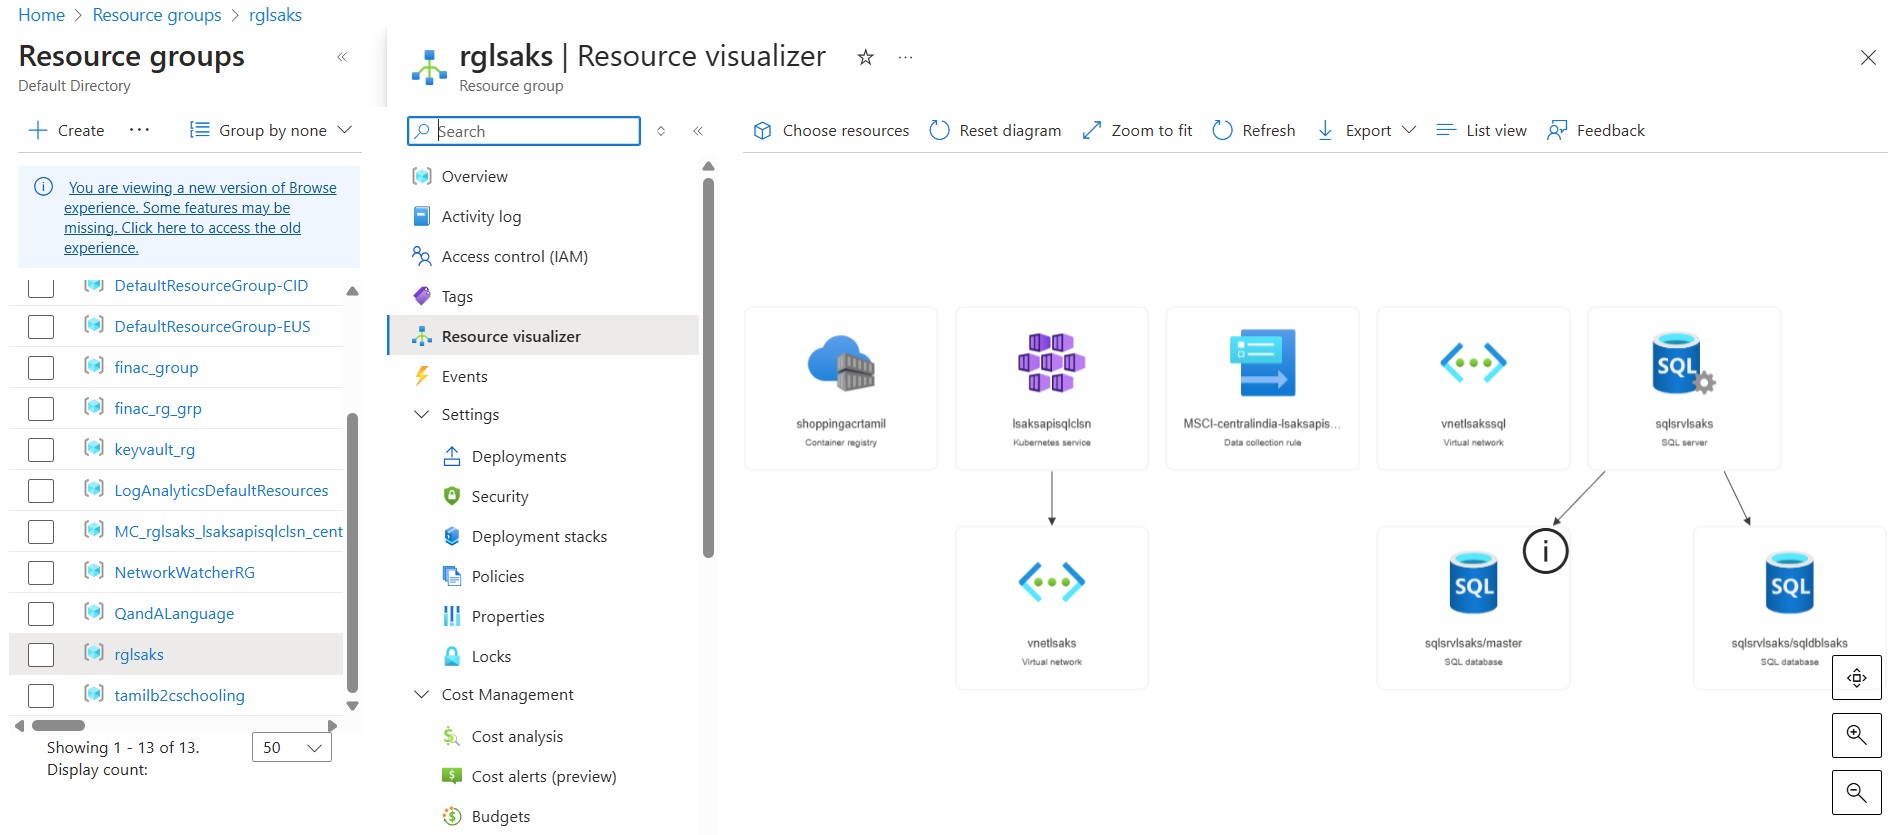 Home > Resource groups > rglsaks
Resource groups
Default Directory
Create
Group by none
You are viewing a new version of Browse
experience. Some features may be
missing. Click here to access the old
experience.
DefaultResourceGroup-CID
DefaultResourceGroup-EUS
finac_group
finac_rg_grp
keyvault_rg
LogAnalyticsDefaultResources
MC_rglsaks_lsaksapisqlclsn_cent
NetworkWatcherRG
QandALanguage
rglsaks
tamilb2cschooling
Showing 1 - 13 of 13.
Display count:
50
rglsaks | Resource visualizer
Resource group
Search
Overview
Activity log
Access control (IAM)
Tags
Resource visualizer
Events
Settings
Deployments
Security
Deployment stacks
Policies
Properties
Locks
Cost Management
Cost analysis
Cost alerts (preview)
Budgets
Choose resources
Reset diagram
Zoom to fit
Refresh
Export
List view
Feedback
shoppingacrtamil
Container registry
lsaksapisqlclsn
Kubernetes service
MSCI-centralindia-lsaksapis...
Data collection rule
vnetlsakssql
Virtual network
SQL
sqlsrvlsaks
SQL server
vnetlsaks
Virtual network
SQL
sqlsrvlsaks/master
SQL database
SQL
sqlsrvlsaks/sqldblsaks
SQL database